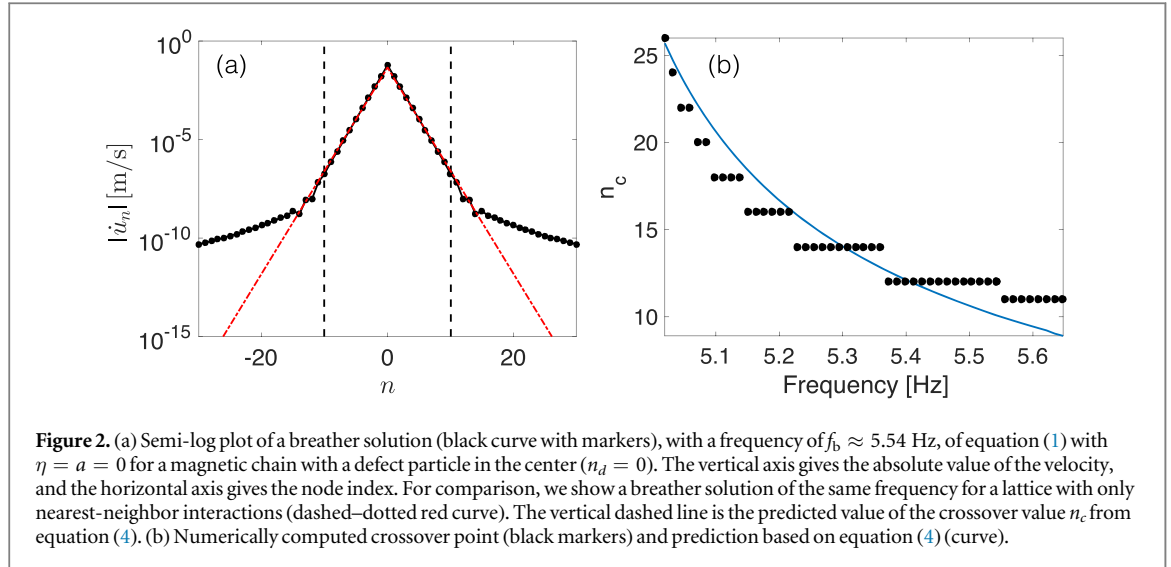 (a)
10^0
10^-5
10^-10
10^-15
|u̇_n| [m/s]
-20
0
20
n
(b)
25
20
15
10
n_c
5.1
5.2
5.3
5.4
5.5
5.6
Frequency [Hz]
Figure 2. (a) Semi-log plot of a breather solution (black curve with markers), with a frequency of f_b ≈ 5.54 Hz, of equation (1) with
η = a = 0 for a magnetic chain with a defect particle in the center (n_d = 0). The vertical axis gives the absolute value of the velocity,
and the horizontal axis gives the node index. For comparison, we show a breather solution of the same frequency for a lattice with only
nearest-neighbor interactions (dashed–dotted red curve). The vertical dashed line is the predicted value of the crossover value n_c from
equation (4). (b) Numerically computed crossover point (black markers) and prediction based on equation (4) (curve).